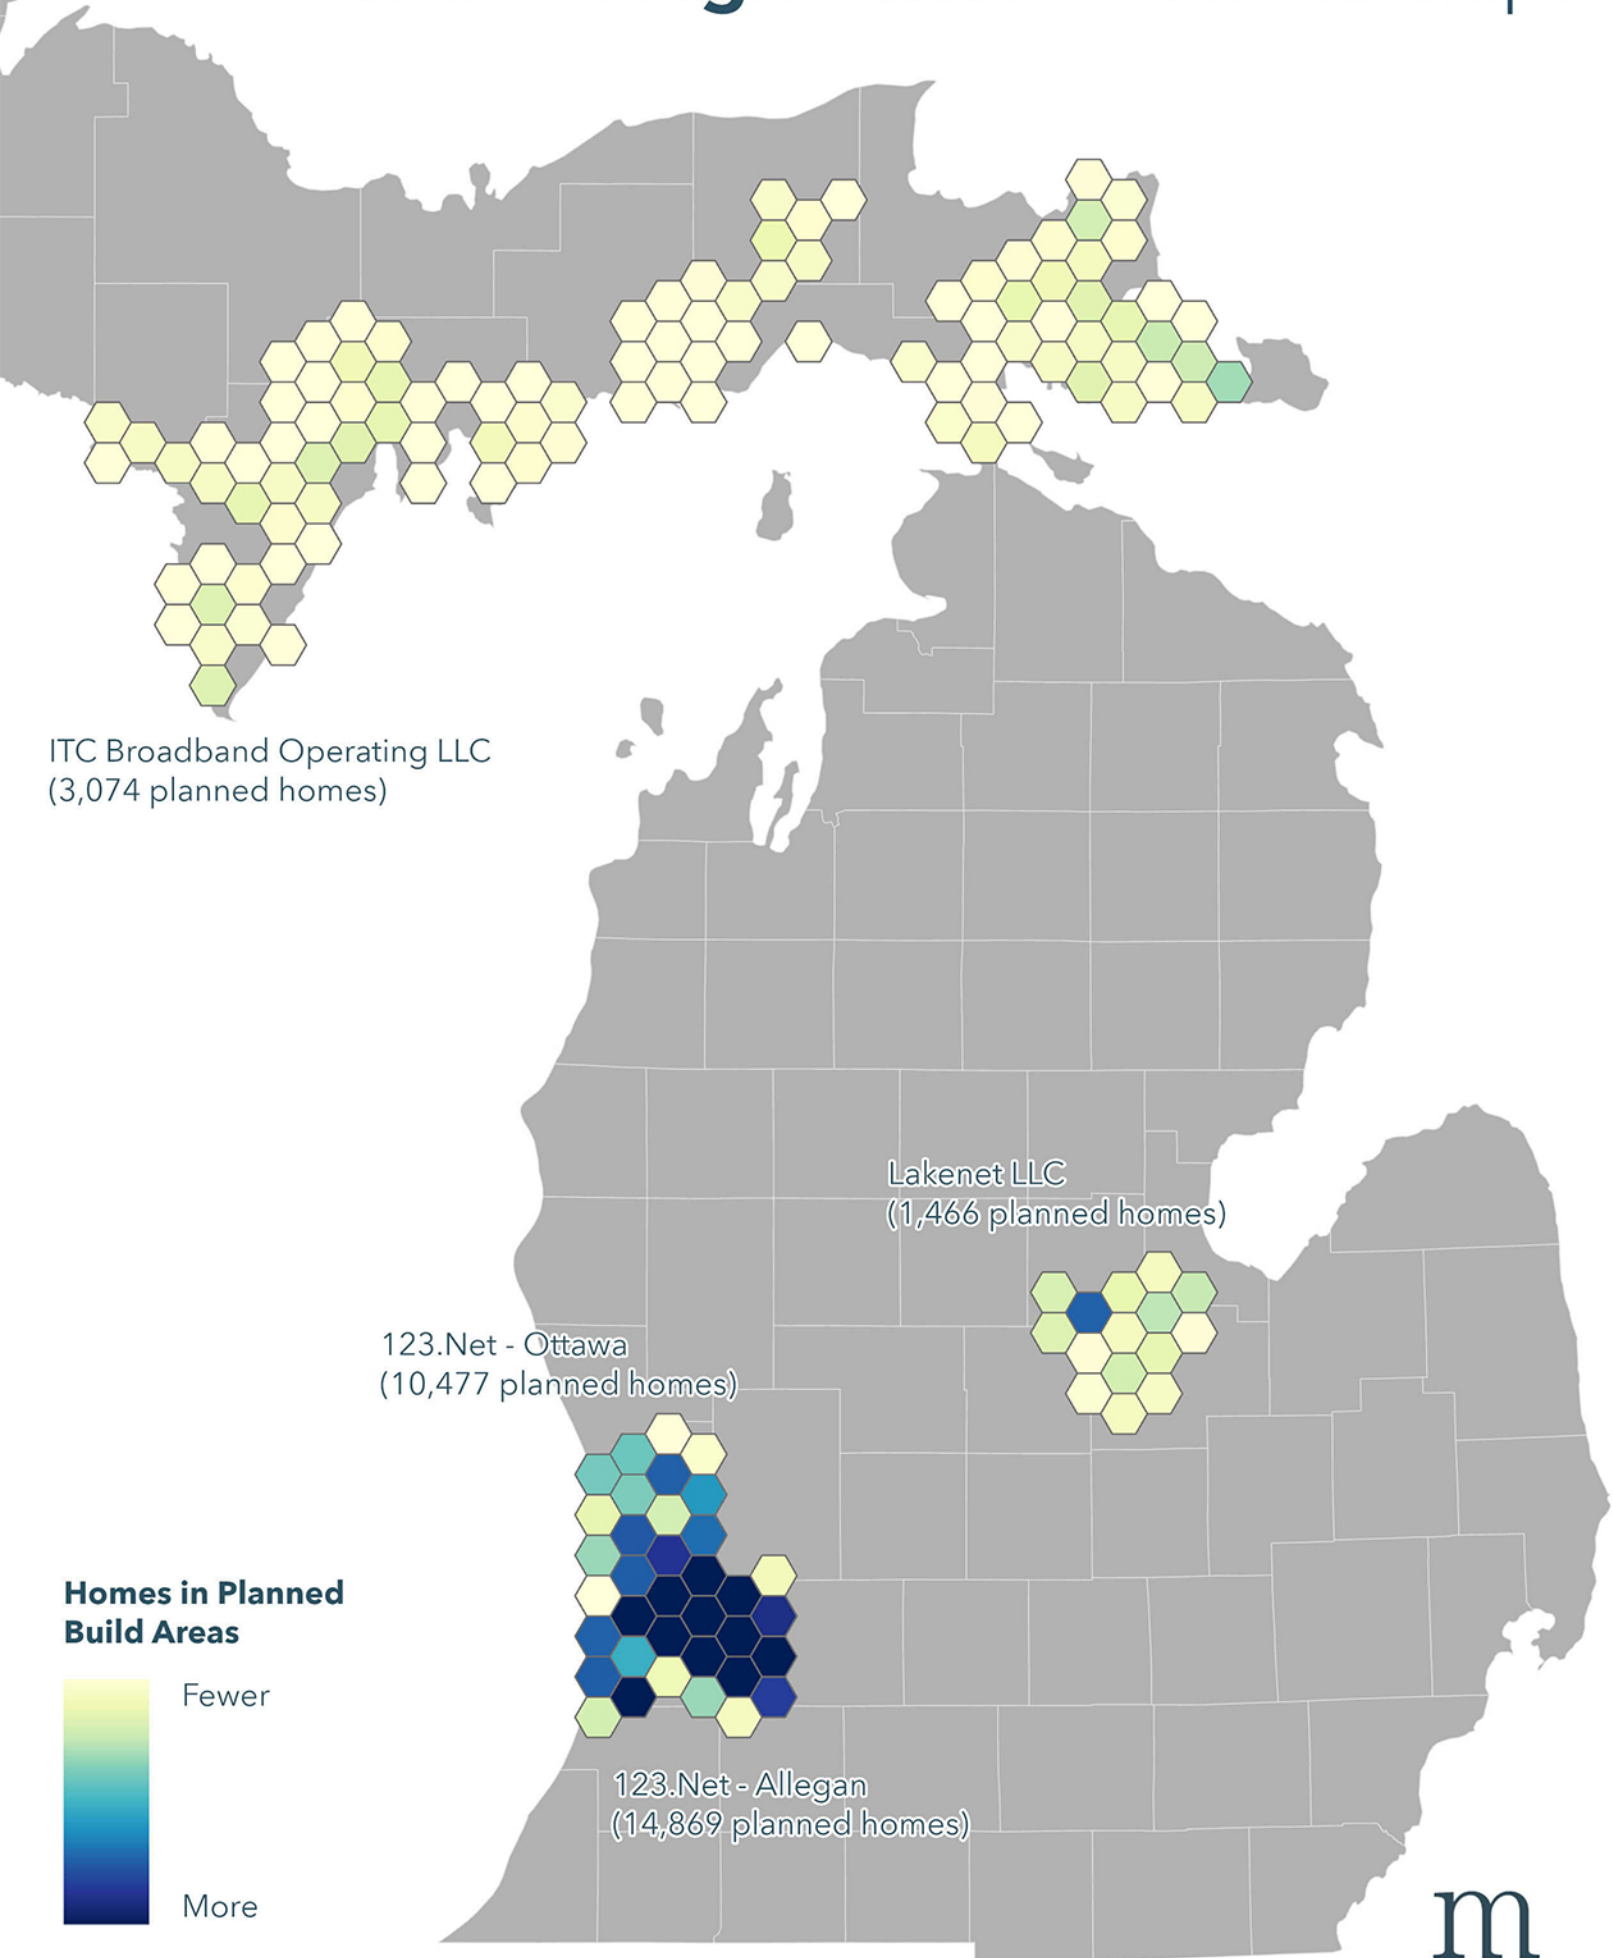 ITC Broadband Operating LLC
(3,074 planned homes)
Lakenet LLC
(1,466 planned homes)
123.Net - Ottawa
(10,477 planned homes)
Homes in Planned
Build Areas
Fewer
More
123.Net - Allegan
(14,869 planned homes)
m